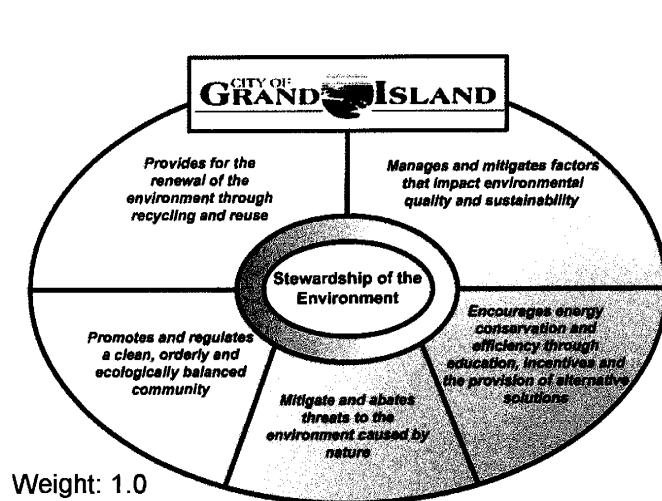 CITY OF
GRAND ISLAND
Provides for the
renewal of the
environment through
recycling and reuse
Manages and mitigates factors
that impact environmental
quality and sustainability
Stewardship of the
Environment
Promotes and regulates
a clean, orderly and
ecologically balanced
community
Mitigate and abates
threats to the
environment caused by
nature
Encourages energy
conservation and
efficiency through
education, incentives and
the provision of alternative
solutions
Weight: 1.0